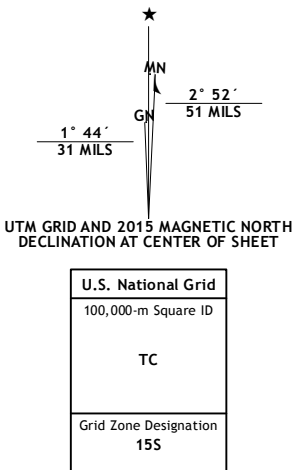 ★
MN
GN
2° 52´
51 MILS
1° 44´
31 MILS
UTM GRID AND 2015 MAGNETIC NORTH
DECLINATION AT CENTER OF SHEET
U.S. National Grid
100,000-m Square ID
TC
Grid Zone Designation
15S